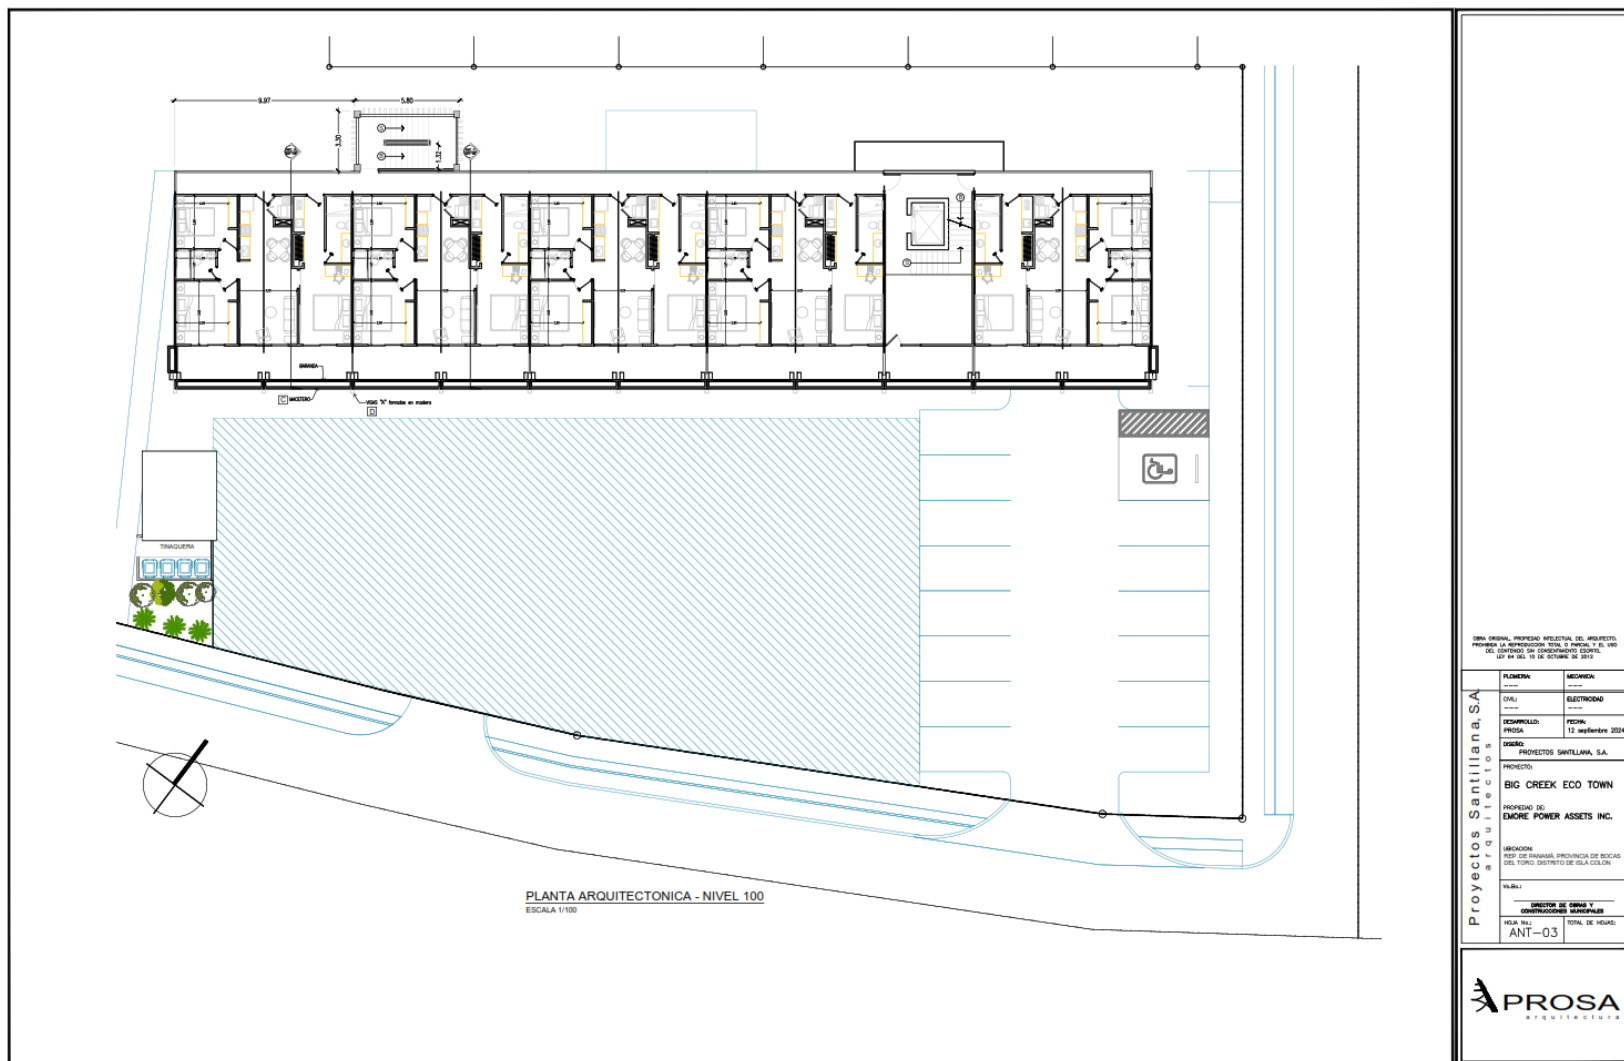 9.97
5.80
3.30
1.32
BARANDA
C
MACETERO
VIGAS "A" forradas en madera
D
TINAQUERA
PLANTA ARQUITECTONICA - NIVEL 100
ESCALA 1/100
OBRA ORIGINAL, PROPIEDAD INTELECTUAL DEL ARQUITECTO.
PROHIBIDA LA REPRODUCCION TOTAL O PARCIAL Y EL USO
DEL CONTENIDO SIN CONSENTIMIENTO ESCRITO.
LEY 64 DEL 10 DE OCTUBRE DE 2012
Proyectos Santillana, S.A.
arquitectos
PLOMERIA:
----
MECANICA:
----
CIVIL:
----
ELECTRICIDAD
----
DESARROLLO:
PROSA
FECHA:
12 septiembre 2024
DISEÑO:
PROYECTOS SANTILLANA, S.A.
PROYECTO:
BIG CREEK ECO TOWN
PROPIEDAD DE:
EMORE POWER ASSETS INC.
UBICACION:
REP. DE PANAMÁ, PROVINCIA DE BOCAS
DEL TORO, DISTRITO DE ISLA COLON
Vo.Bo.:
DIRECTOR DE OBRAS Y
CONSTRUCCIONES MUNICIPALES
HOJA No.:
ANT-03
TOTAL DE HOJAS:
PROSA
arquitectura